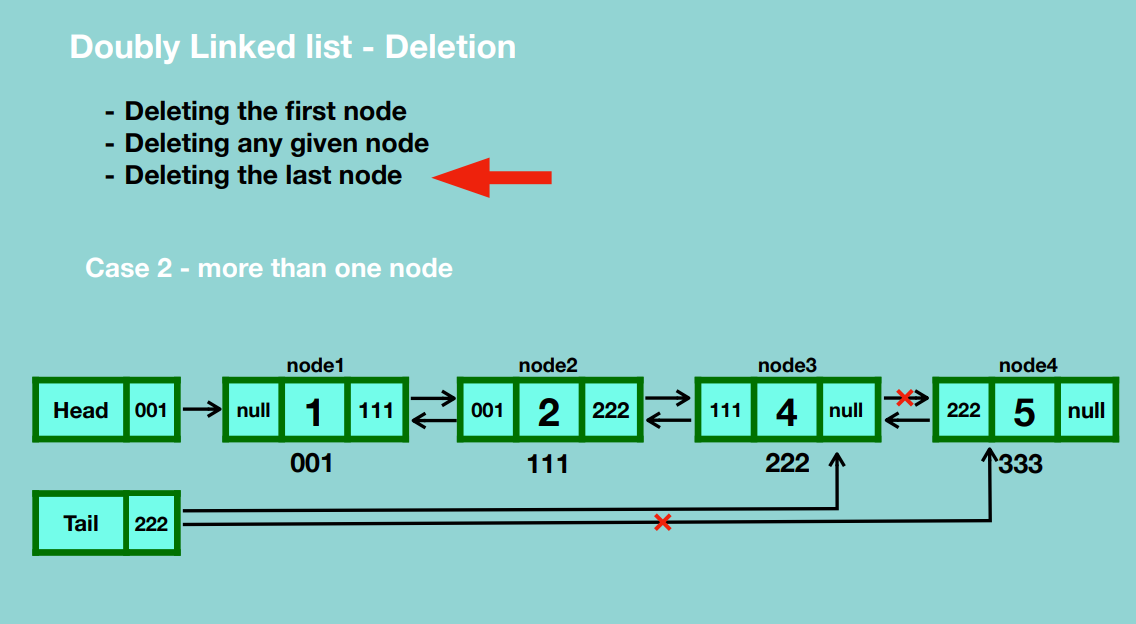 Doubly Linked list - Deletion
- Deleting the first node
- Deleting any given node
- Deleting the last node
Case 2 - more than one node
node1 node2 node3 node4
Head 001 null 1 111 001 2 222 111 4 null 222 5 null
001 111 222 333
Tail 222